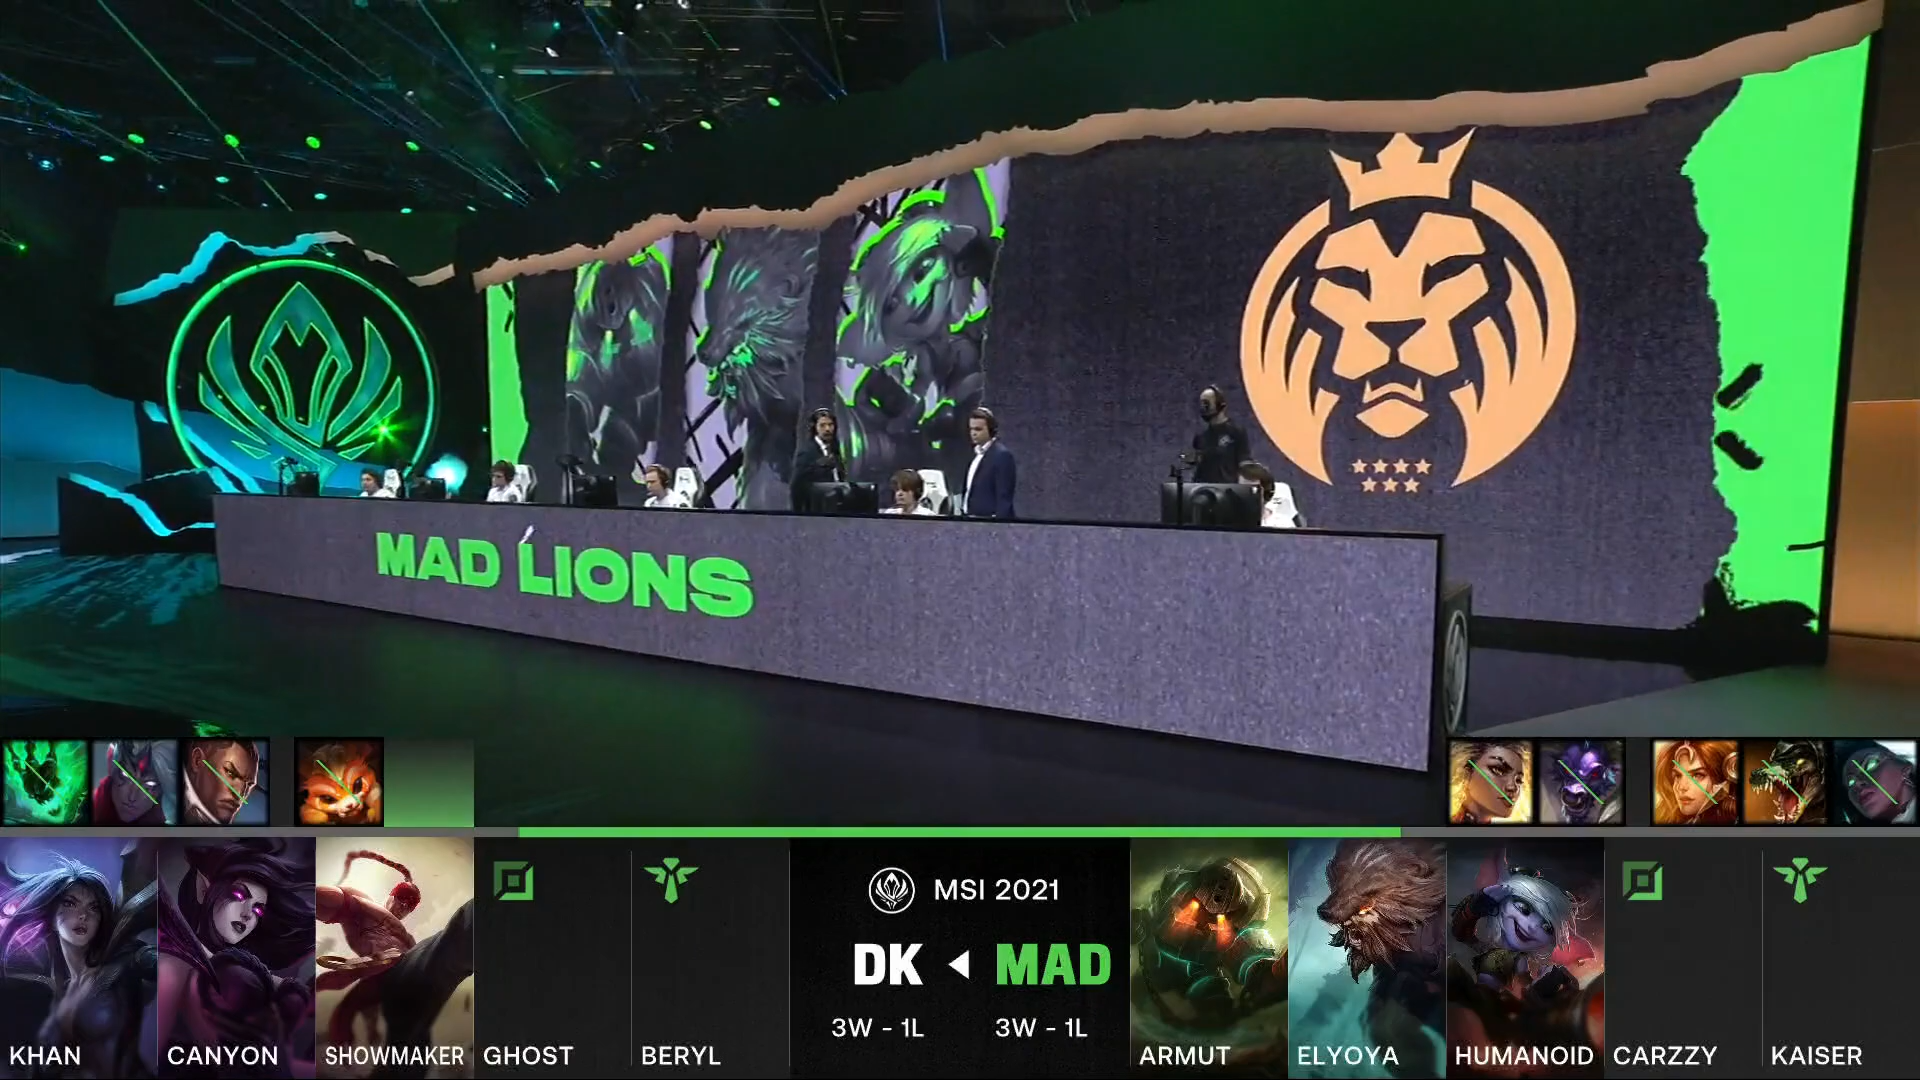 MAD LIONS
MSI 2021
DK
MAD
3W - 1L
3W - 1L
KHAN
CANYON
SHOWMAKER
GHOST
BERYL
ARMUT
ELYOYA
HUMANOID
CARZZY
KAISER